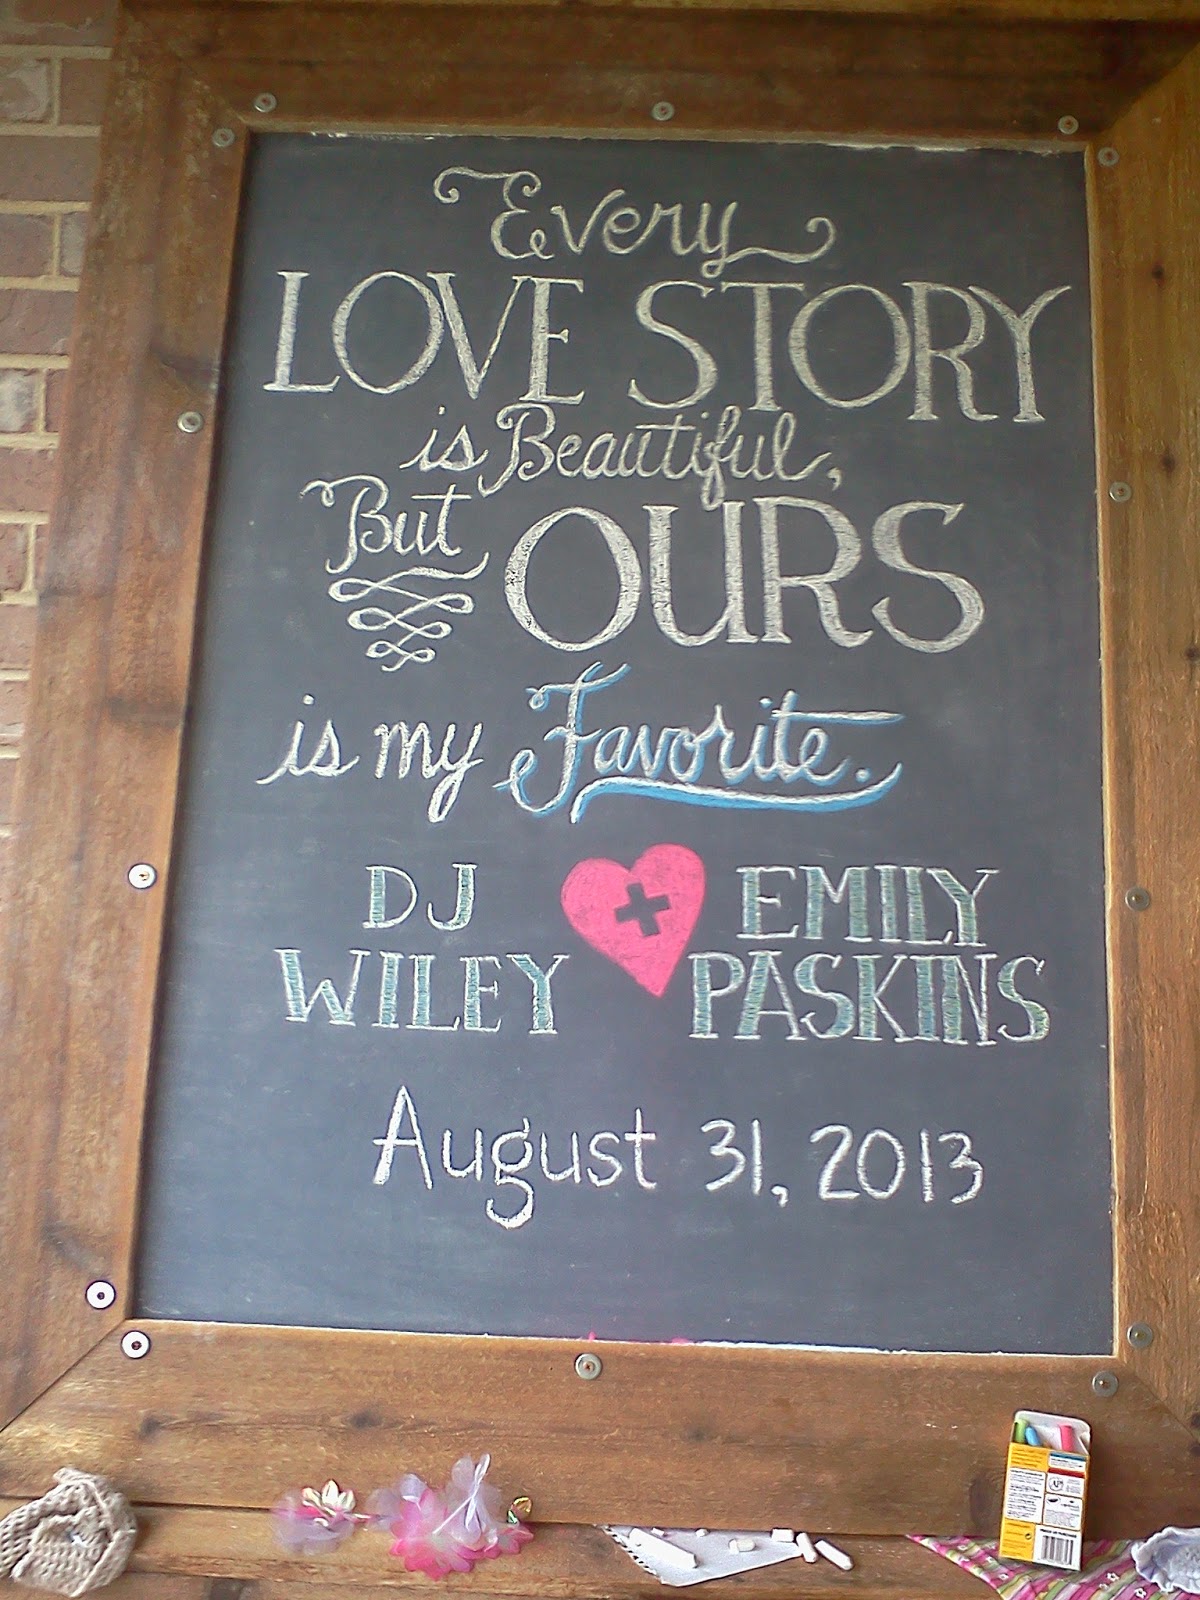 Every
LOVE STORY
is Beautiful,
But OURS
is my Favorite.
DJ + EMILY
WILEY PASKINS
August 31, 2013